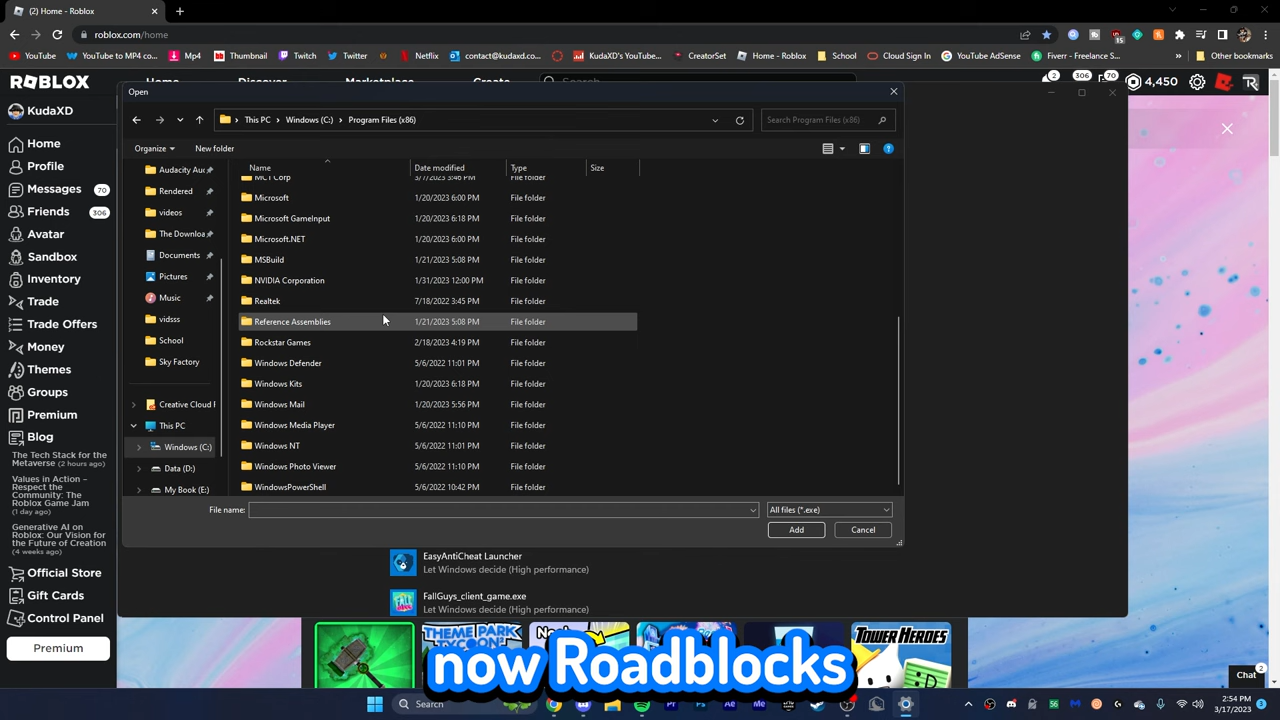 (2) Home - Roblox
roblox.com/home
YouTube
YouTube to MP4 co...
Mp4
Thumbnail
Twitch
Twitter
Netflix
contact@kudaxd.co...
KudaXD's YouTube...
CreatorSet
Home - Roblox
School
Cloud Sign In
YouTube AdSense
Fiverr - Freelance S...
Other bookmarks
ROBLOX
Home
Discover
Marketplace
Create
2
306
70
4,450
KudaXD
Home
Profile
Messages
70
Friends
306
Avatar
Sandbox
Inventory
Trade
Trade Offers
Money
Themes
Groups
Premium
Blog
The Tech Stack for the
Metaverse (2 hours ago)
Values in Action –
Respect the
Community: The
Roblox Game Jam
(1 day ago)
Generative AI on
Roblox: Our Vision for
the Future of Creation
(4 weeks ago)
Official Store
Gift Cards
Control Panel
Premium
Open
This PC > Windows (C:) > Program Files (x86)
Search Program Files (x86)
Organize
New folder
Audacity Au
Rendered
videos
The Downloa
Documents
Pictures
Music
vidsss
School
Sky Factory
Creative Cloud F
This PC
Windows (C:)
Data (D:)
My Book (E:)
Name Date modified Type Size
MCT Corp 3/7/2023 3:46 PM File folder
Microsoft 1/20/2023 6:00 PM File folder
Microsoft GameInput 1/20/2023 6:18 PM File folder
Microsoft.NET 1/20/2023 6:00 PM File folder
MSBuild 1/21/2023 5:08 PM File folder
NVIDIA Corporation 1/31/2023 12:00 PM File folder
Realtek 7/18/2022 3:45 PM File folder
Reference Assemblies 1/21/2023 5:08 PM File folder
Rockstar Games 2/18/2023 4:19 PM File folder
Windows Defender 5/6/2022 11:01 PM File folder
Windows Kits 1/20/2023 6:18 PM File folder
Windows Mail 1/20/2023 5:56 PM File folder
Windows Media Player 5/6/2022 11:10 PM File folder
Windows NT 5/6/2022 11:01 PM File folder
Windows Photo Viewer 5/6/2022 11:10 PM File folder
WindowsPowerShell 5/6/2022 10:42 PM File folder
File name:
All files (*.exe)
Add
Cancel
EasyAntiCheat Launcher
Let Windows decide (High performance)
FallGuys_client_game.exe
Let Windows decide (High performance)
THEME PARK
TYCOON
TOWER HEROES
now Roadblocks
Chat
2
Search
2:54 PM
3/17/2023